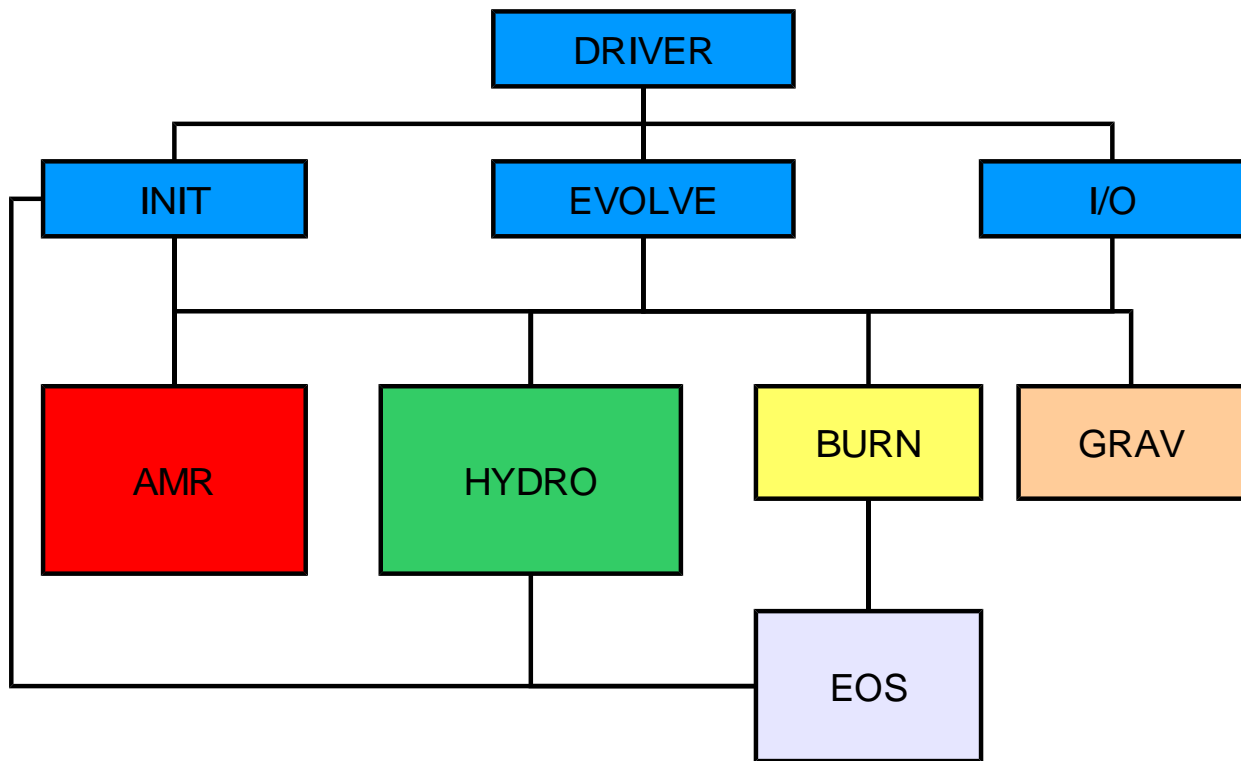 DRIVER
INIT
EVOLVE
I/O
AMR
HYDRO
BURN
GRAV
EOS